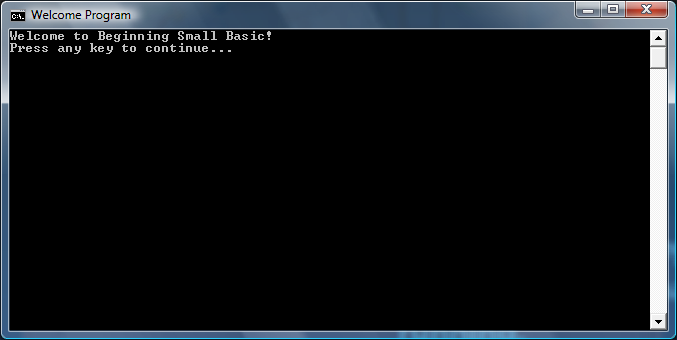 Welcome Program
Welcome to Beginning Small Basic!
Press any key to continue...